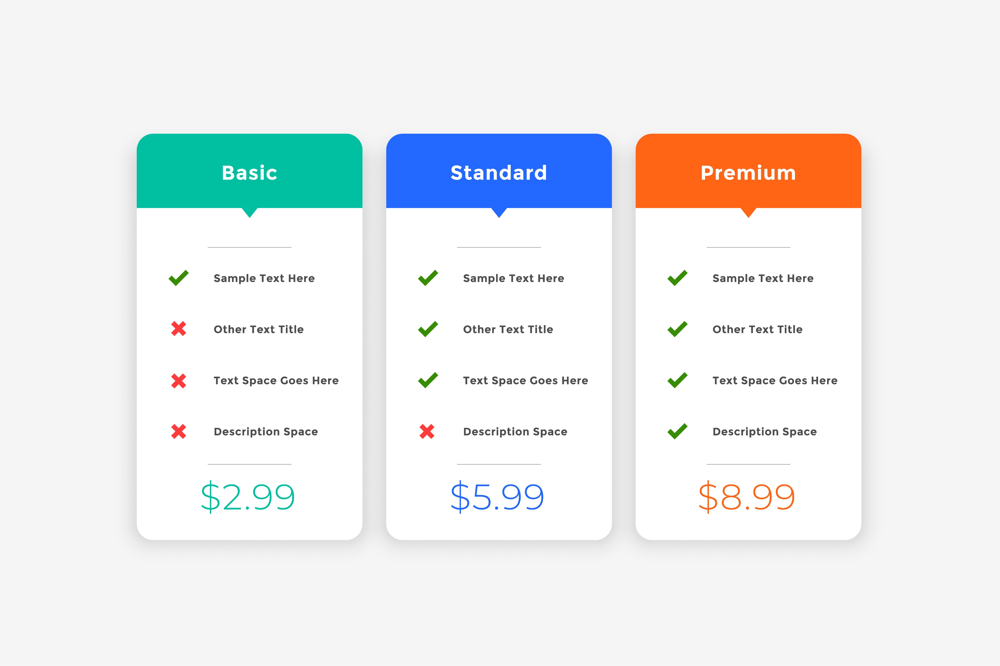 Basic
Sample Text Here
Other Text Title
Text Space Goes Here
Description Space
$2.99
Standard
Sample Text Here
Other Text Title
Text Space Goes Here
Description Space
$5.99
Premium
Sample Text Here
Other Text Title
Text Space Goes Here
Description Space
$8.99